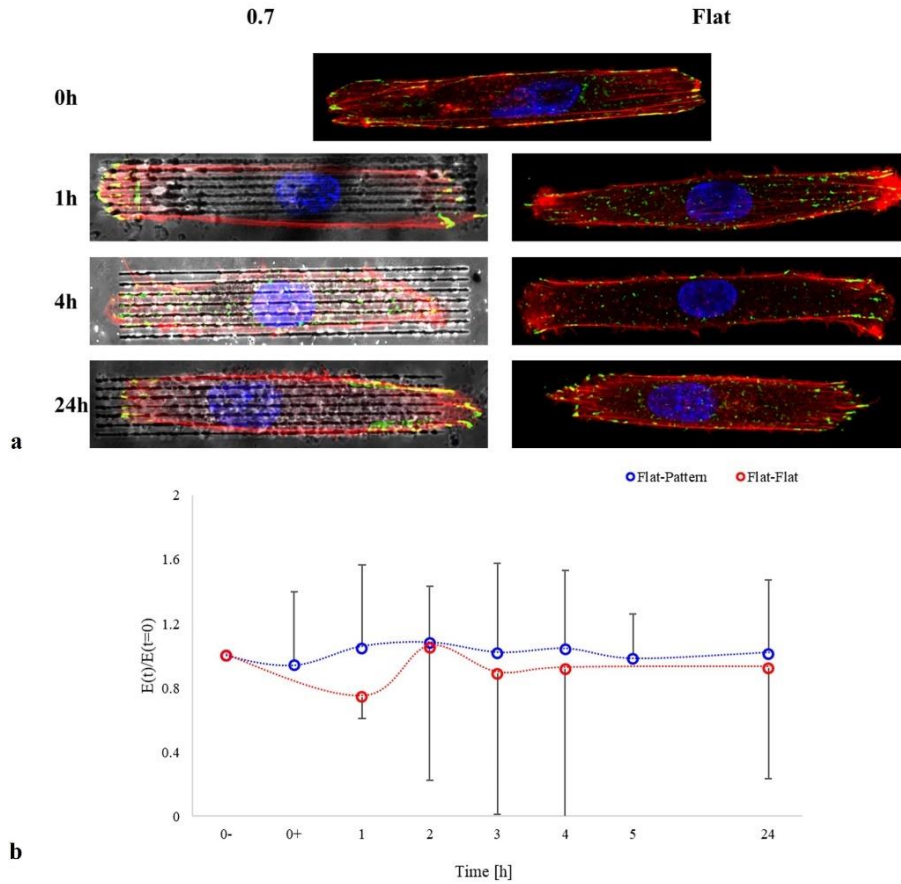 0.7 Flat
0h
1h
4h
24h
a
Flat-Pattern Flat-Flat
2
1.6
1.2
0.8
0.4
0
E(t)/E(t=0)
0- 0+ 1 2 3 4 5 24
Time [h]
b